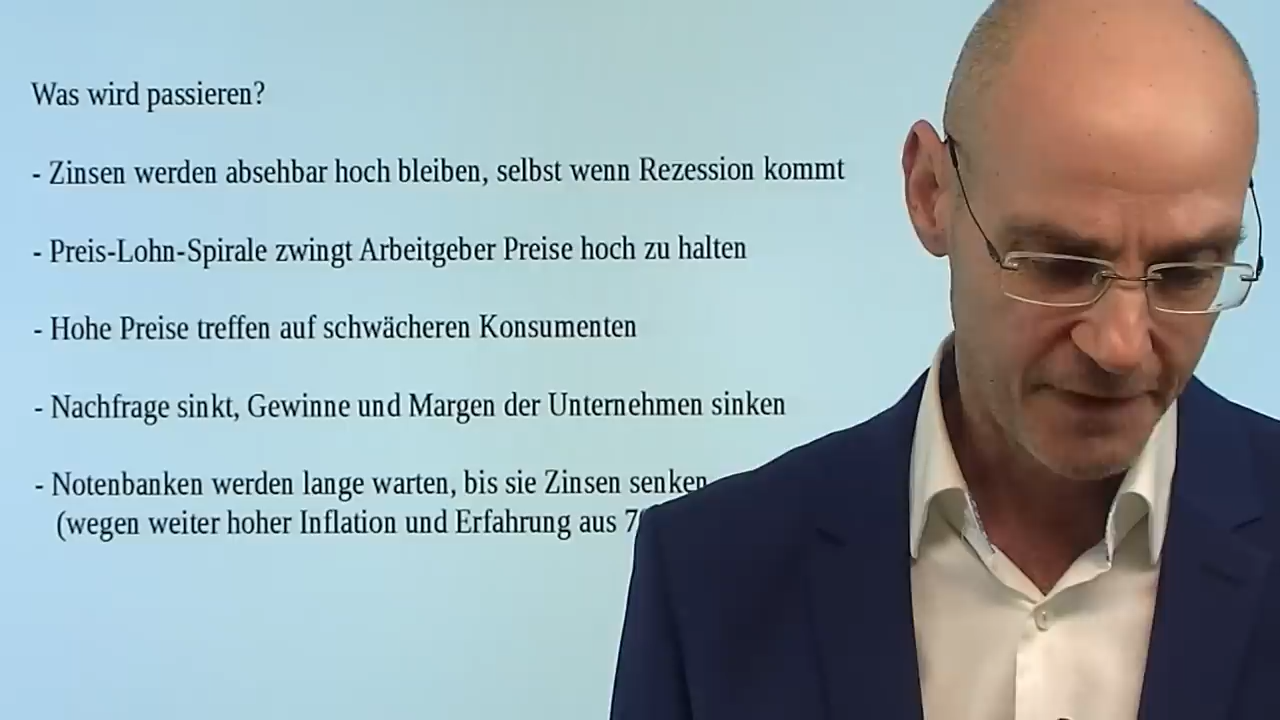 Was wird passieren?
- Zinsen werden absehbar hoch bleiben, selbst wenn Rezession kommt
- Preis-Lohn-Spirale zwingt Arbeitgeber Preise hoch zu halten
- Hohe Preise treffen auf schwächeren Konsumenten
- Nachfrage sinkt, Gewinne und Margen der Unternehmen sinken
- Notenbanken werden lange warten, bis sie Zinsen senken
(wegen weiter hoher Inflation und Erfahrung aus